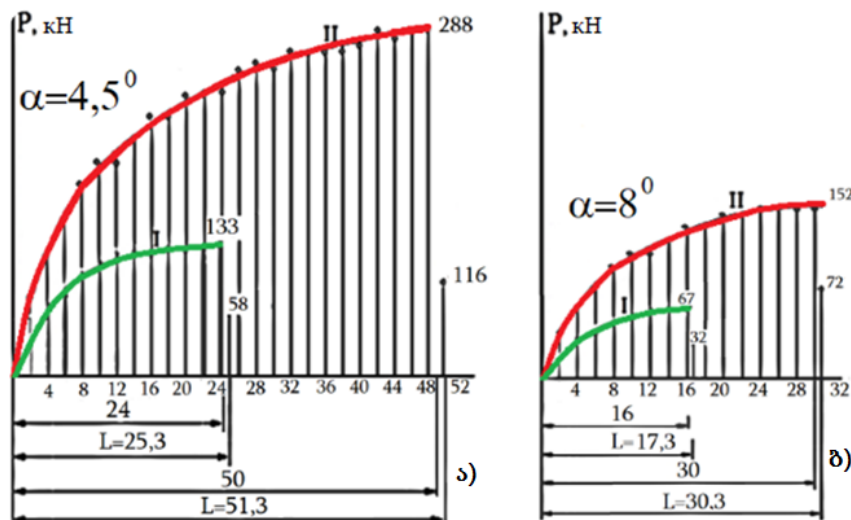 P, кН
II
288
α=4,5⁰
133
I
58
116
4 8 12 16 20 24 28 32 36 40 44 48 52
24
L=25,3
50
L=51,3
ა)
P, кН
α=8⁰
II
152
I
67
32
72
4 8 12 16 20 24 28 32
16
L=17,3
30
L=30.3
ბ)